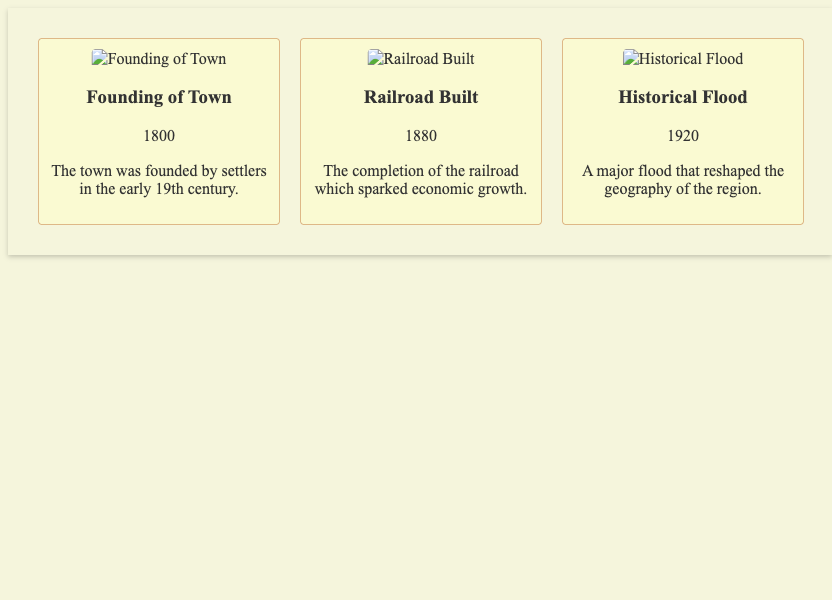 Founding of Town
Founding of Town
1800
The town was founded by settlers
in the early 19th century.
Railroad Built
Railroad Built
1880
The completion of the railroad
which sparked economic growth.
Historical Flood
Historical Flood
1920
A major flood that reshaped the
geography of the region.